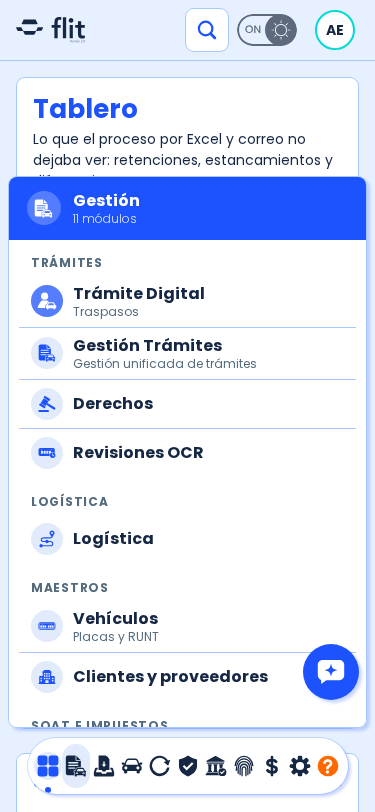 flit
ON
AE
Tablero
Lo que el proceso por Excel y correo no
dejaba ver: retenciones, estancamientos y
Gestión
11 módulos
TRÁMITES
Trámite Digital
Traspasos
Gestión Trámites
Gestión unificada de trámites
Derechos
Revisiones OCR
LOGÍSTICA
Logística
MAESTROS
Vehículos
Placas y RUNT
Clientes y proveedores
SOAT E IMPUESTOS